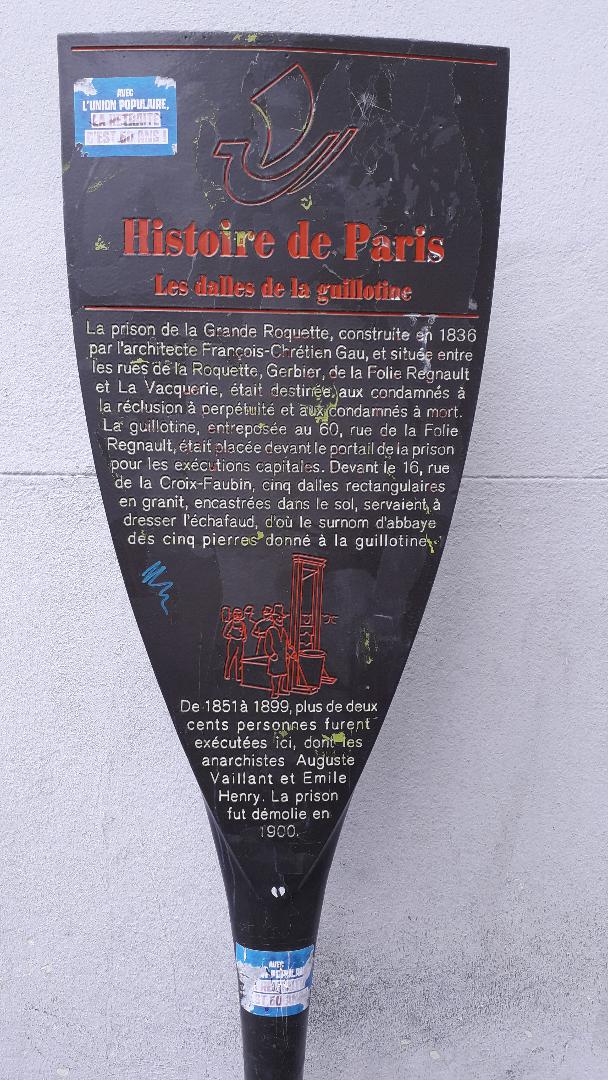 AVEC
L'UNION POPULAIRE,
LA RETRAITE
C'EST 60 ANS !
Histoire de Paris
Les dalles de la guillotine
La prison de la Grande Roquette, construite en 1836
par l'architecte François-Chrétien Gau, et située entre
les rues de la Roquette, Gerbier, de la Folie Regnault
et La Vacquerie, était destinée aux condamnés à
la réclusion à perpétuité et aux condamnés à mort.
La guillotine, entreposée au 60, rue de la Folie
Regnault, était placée devant le portail de la prison
pour les exécutions capitales. Devant le 16, rue
de la Croix-Faubin, cinq dalles rectangulaires
en granit, encastrées dans le sol, servaient à
dresser l'échafaud, d'où le surnom d'abbaye
des cinq pierres donné à la guillotine.
De 1851 à 1899, plus de deux
cents personnes furent
exécutées ici, dont les
anarchistes Auguste
Vaillant et Emile
Henry. La prison
fut démolie en
1900.
AVEC
60 ANS